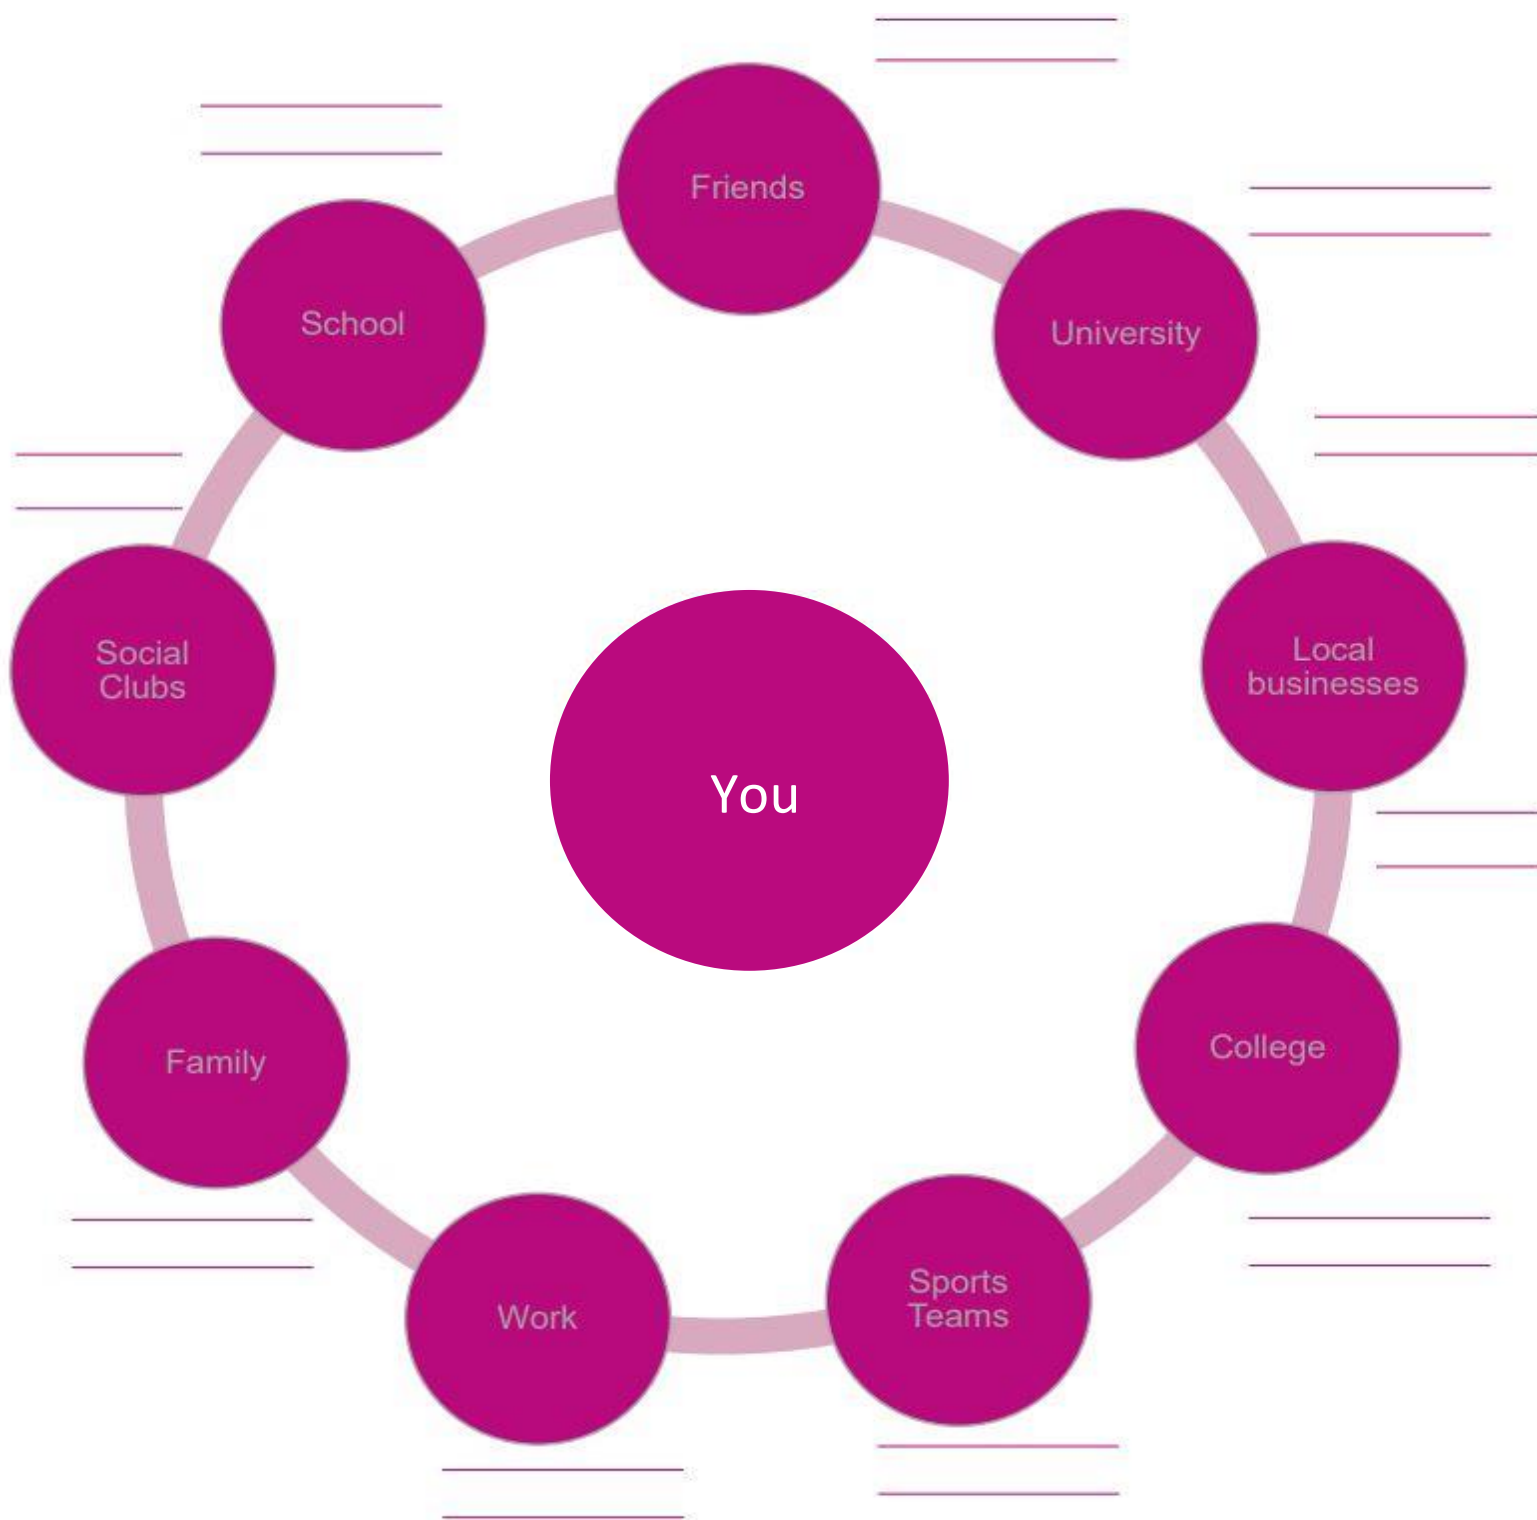 Friends
School
University
Social
Clubs
Local
businesses
You
Family
College
Work
Sports
Teams